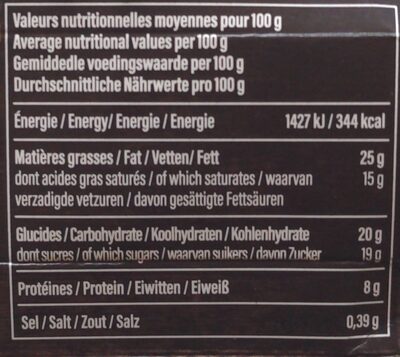 Valeurs nutritionnelles moyennes pour 100 g
Average nutritional values per 100 g
Gemiddedle voedingswaarde per 100 g
Durchschnittliche Nährwerte pro 100 g
Énergie / Energy / Energie / Energie 1427 kJ / 344 kcal
Matières grasses / Fat / Vetten / Fett 25 g
dont acides gras saturés / of which saturates / waarvan 15 g
verzadigde vetzuren / davon gesättigte Fettsäuren
Glucides / Carbohydrate / Koolhydraten / Kohlenhydrate 20 g
dont sucres / of which sugars / waarvan suikers / davon Zucker 19 g
Protéines / Protein / Eiwitten / Eiweiß 8 g
Sel / Salt / Zout / Salz 0,39 g